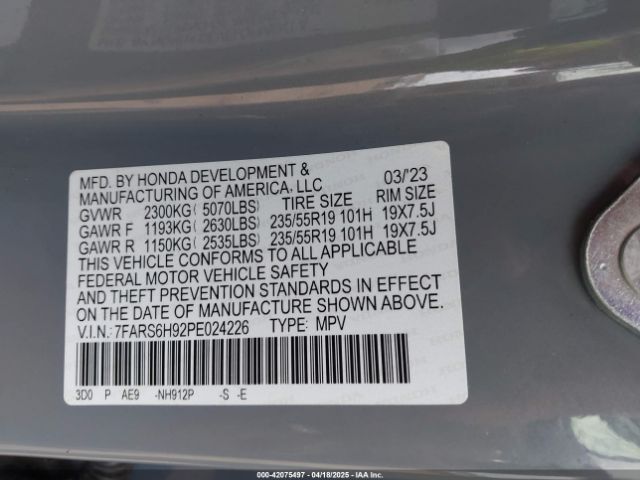 MFD. BY HONDA DEVELOPMENT &
MANUFACTURING OF AMERICA, LLC 03/'23
GVWR 2300KG( 5070LBS) TIRE SIZE RIM SIZE
GAWR F 1193KG( 2630LBS) 235/55R19 101H 19X7.5J
GAWR R 1150KG( 2535LBS) 235/55R19 101H 19X7.5J
THIS VEHICLE CONFORMS TO ALL APPLICABLE
FEDERAL MOTOR VEHICLE SAFETY
AND THEFT PREVENTION STANDARDS IN EFFECT
ON THE DATE OF MANUFACTURE SHOWN ABOVE.
V.I.N. 7FARS6H92PE024226 TYPE: MPV
3D0 P AE9 -NH912P -S -E
000-42075497 - 04/18/2025 - IAA Inc.